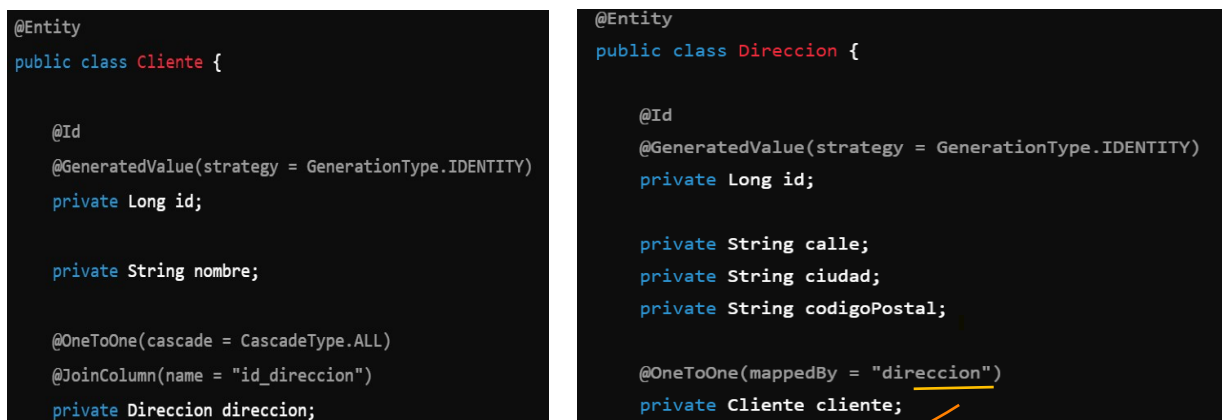 @Entity
public class Cliente {
@Id
@GeneratedValue(strategy = GenerationType.IDENTITY)
private Long id;
private String nombre;
@OneToOne(cascade = CascadeType.ALL)
@JoinColumn(name = "id_direccion")
private Direccion direccion;
@Entity
public class Direccion {
@Id
@GeneratedValue(strategy = GenerationType.IDENTITY)
private Long id;
private String calle;
private String ciudad;
private String codigoPostal;
@OneToOne(mappedBy = "direccion")
private Cliente cliente;